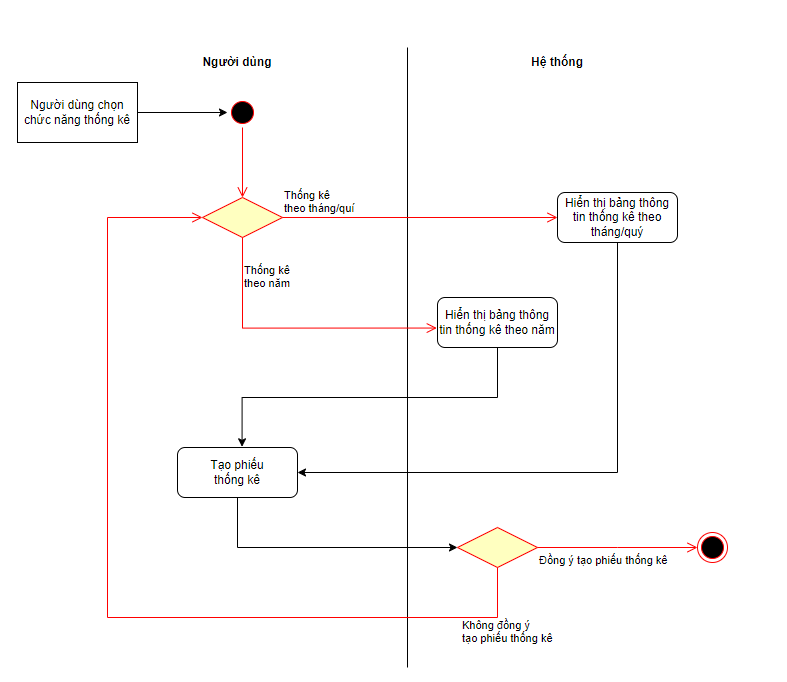 Người dùng
Hệ thống
Người dùng chọn
chức năng thống kê
Thống kê
theo tháng/quí
Hiển thị bảng thông
tin thống kê theo
tháng/quý
Thống kê
theo năm
Hiển thị bảng thông
tin thống kê theo năm
Tạo phiếu
thống kê
Đồng ý tạo phiếu thống kê
Không đồng ý
tạo phiếu thống kê